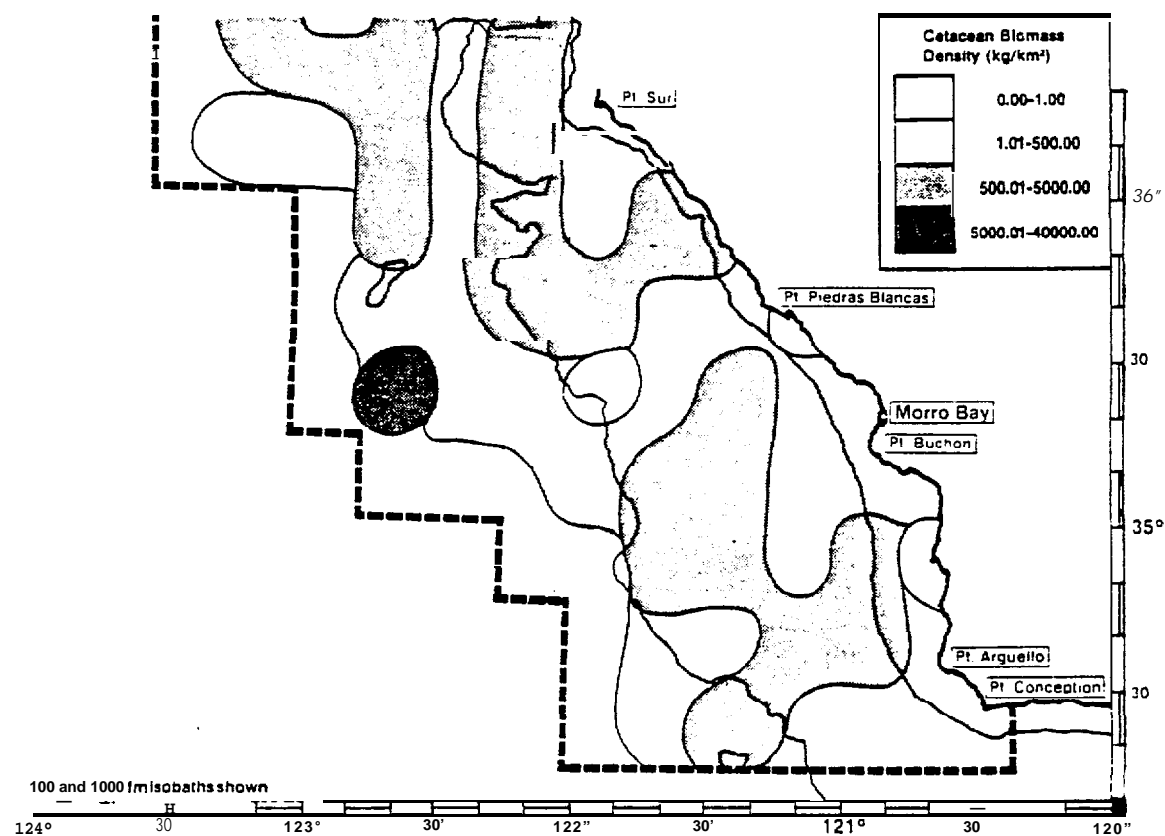 Cetacean Biomass
Density (kg/km²)
0.00-1.00
1.01-500.00
500.01-5000.00
5000.01-40000.00
Pt Sur
36"
Pt. Piedras Blancas
30
Morro Bay
Pt Buchon
35°
Pt. Arguello
Pt Conception
30
100 and 1000 fm isobaths shown
124° 30 123° 30' 122° 30' 121° 30 120"